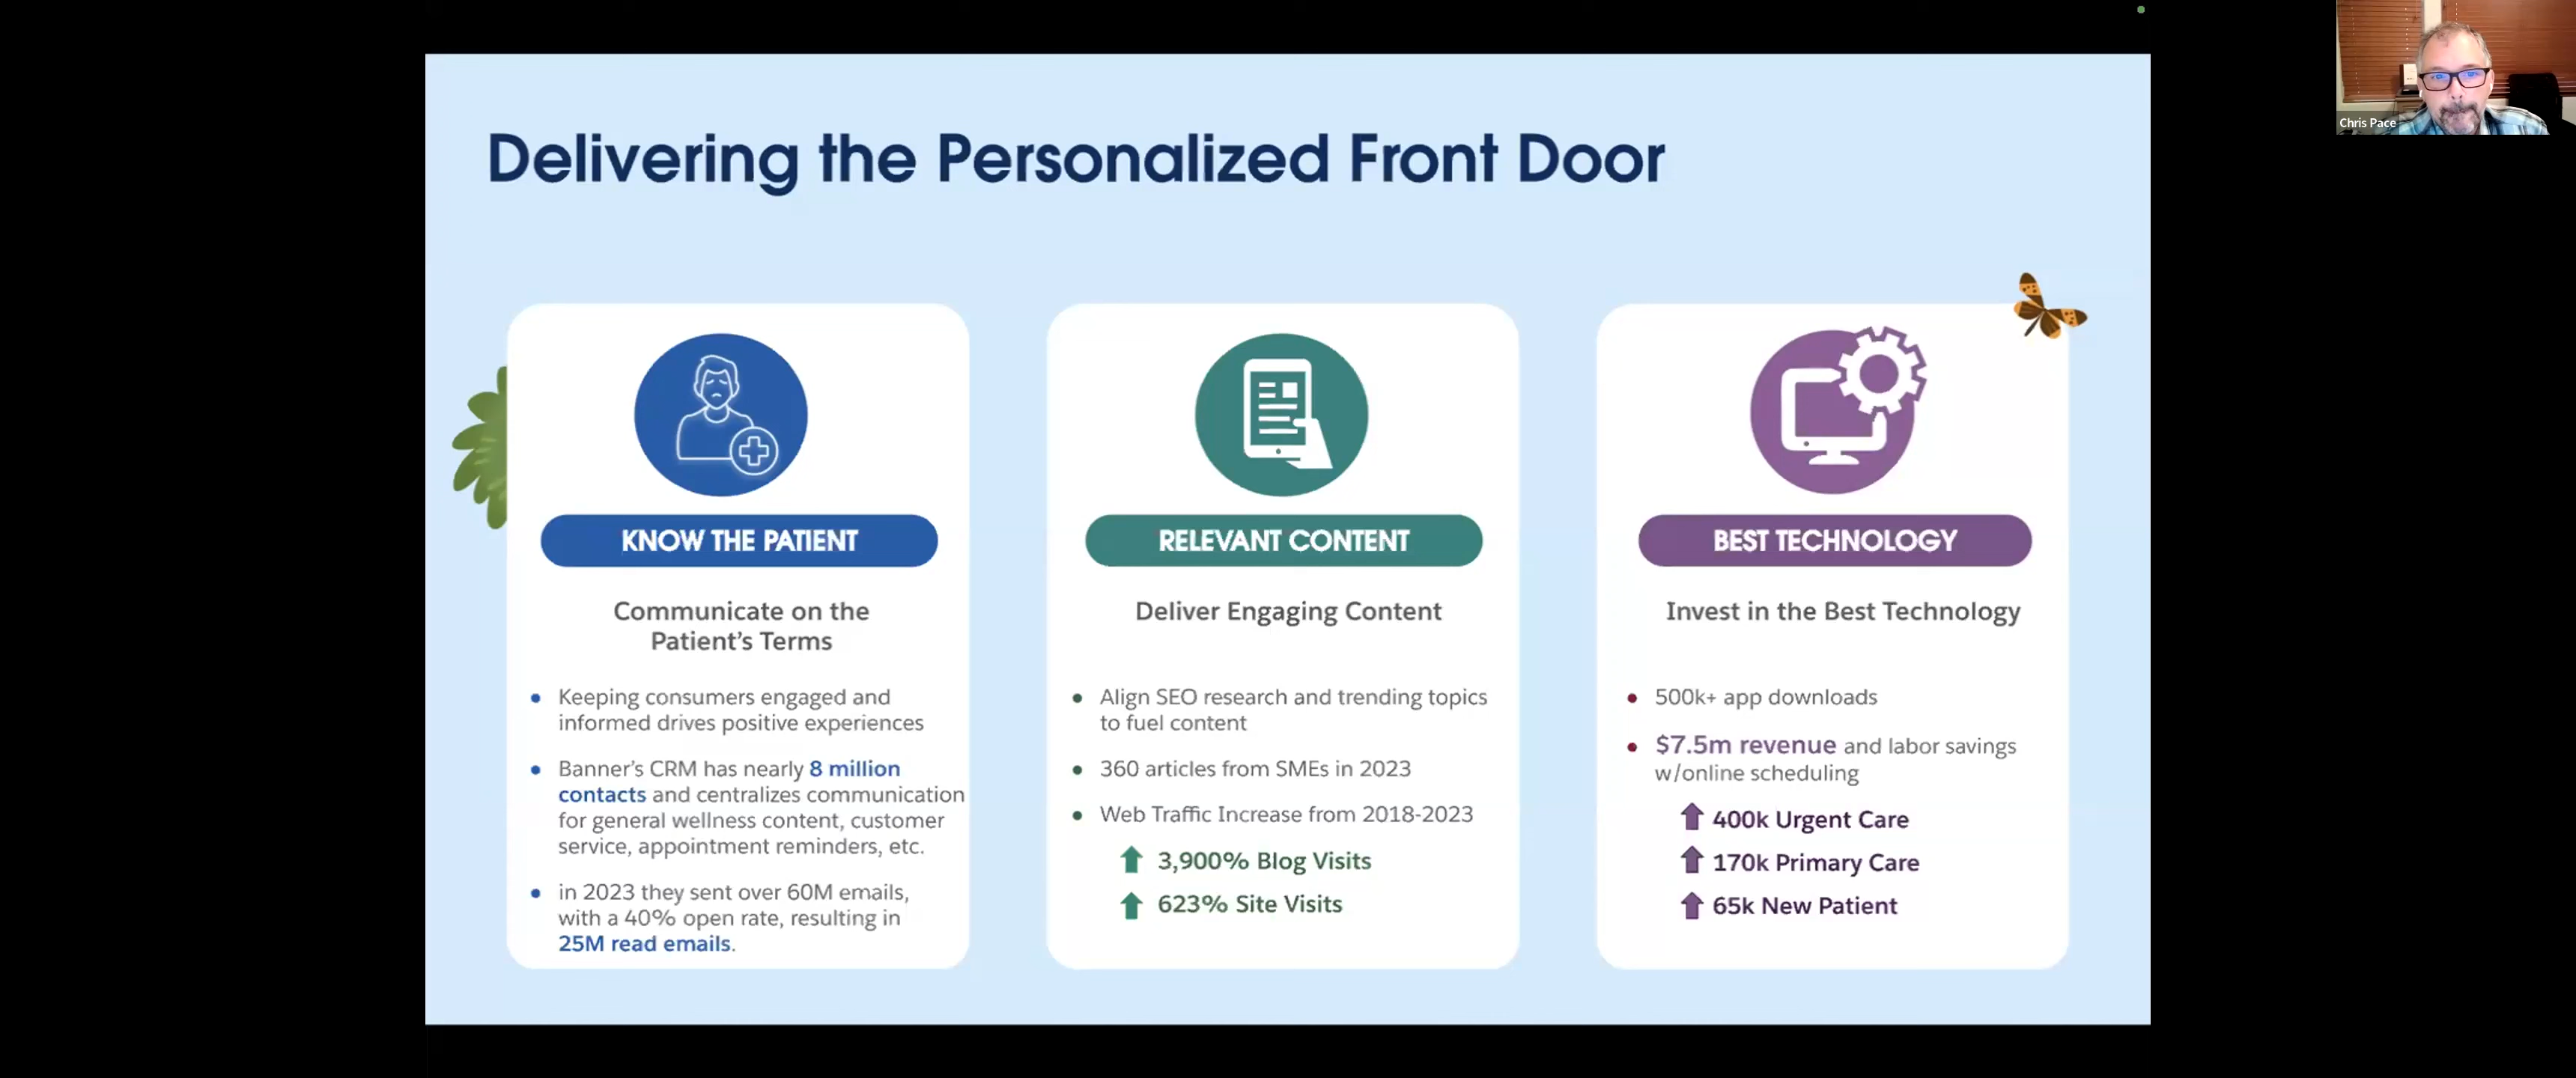 Delivering the Personalized Front Door
Chris Pace
KNOW THE PATIENT
Communicate on the
Patient's Terms
Keeping consumers engaged and
informed drives positive experiences
Banner's CRM has nearly 8 million
contacts and centralizes communication
for general wellness content, customer
service, appointment reminders, etc.
in 2023 they sent over 60M emails,
with a 40% open rate, resulting in
25M read emails.
RELEVANT CONTENT
Deliver Engaging Content
Align SEO research and trending topics
to fuel content
360 articles from SMEs in 2023
Web Traffic Increase from 2018-2023
3,900% Blog Visits
623% Site Visits
BEST TECHNOLOGY
Invest in the Best Technology
500k+ app downloads
$7.5m revenue and labor savings
w/online scheduling
400k Urgent Care
170k Primary Care
65k New Patient